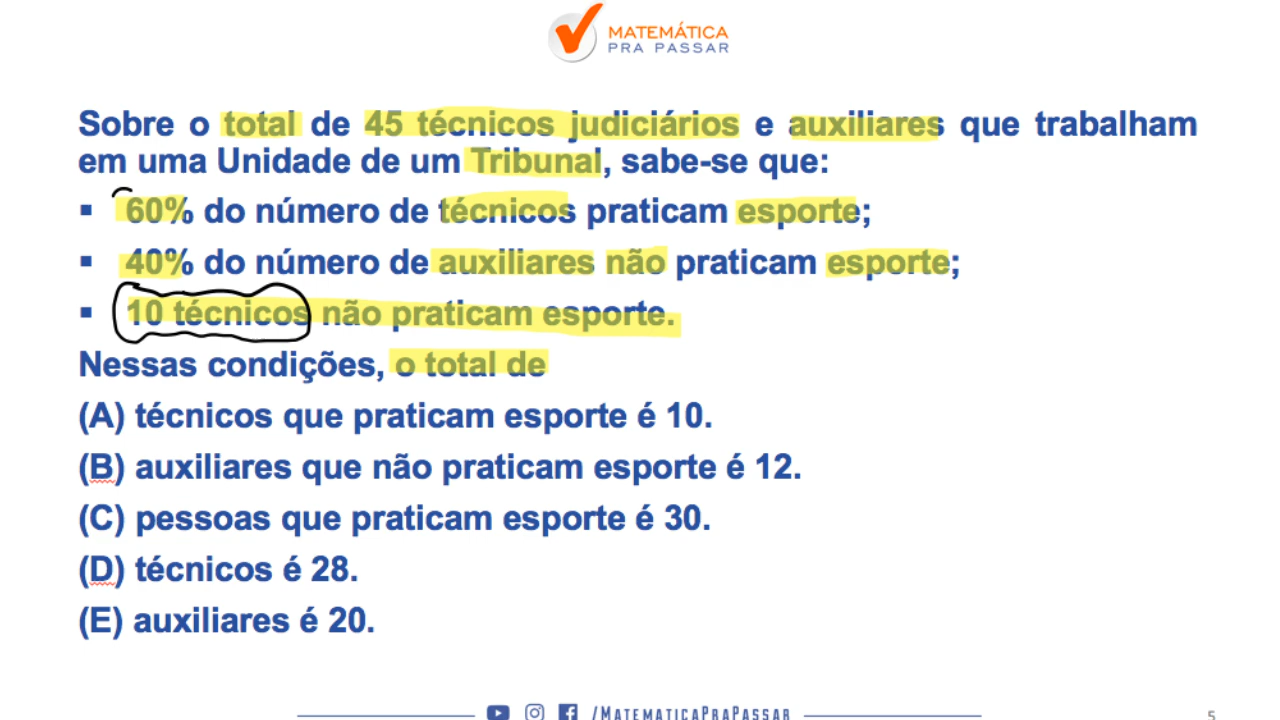 MATEMÁTICA
PRA PASSAR
Sobre o total de 45 técnicos judiciários e auxiliares que trabalham
em uma Unidade de um Tribunal, sabe-se que:
▪ 60% do número de técnicos praticam esporte;
▪ 40% do número de auxiliares não praticam esporte;
▪ 10 técnicos não praticam esporte.
Nessas condições, o total de
(A) técnicos que praticam esporte é 10.
(B) auxiliares que não praticam esporte é 12.
(C) pessoas que praticam esporte é 30.
(D) técnicos é 28.
(E) auxiliares é 20.
/MATEMATICAPRAPASSAR
5